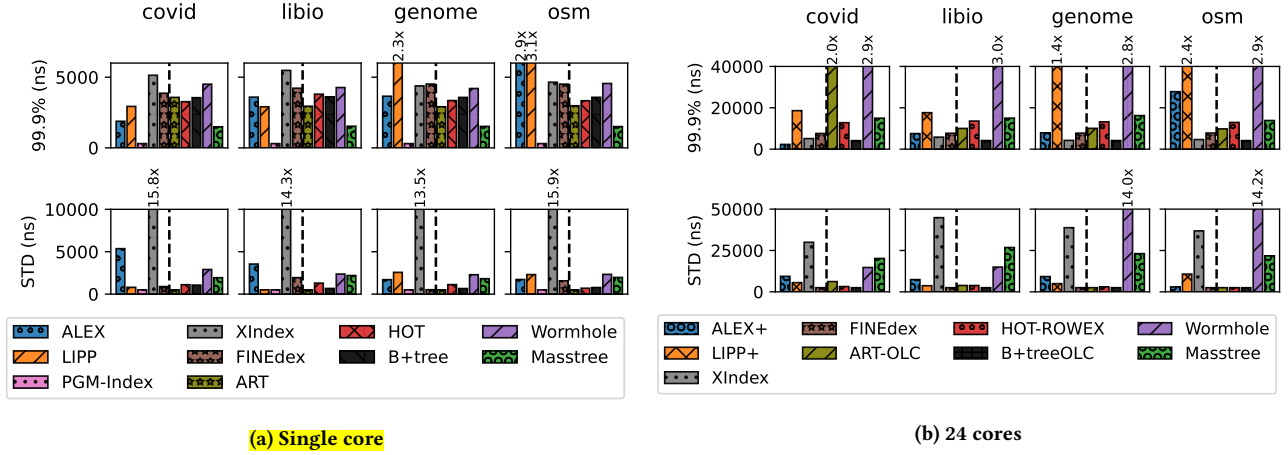 covid libio genome osm
2.3x 2.9x 3.1x
99.9% (ns)
5000
0
15.8x 14.3x 13.5x 15.9x
STD (ns)
10000
5000
0
ALEX XIndex HOT Wormhole
LIPP FINEdex B+tree Masstree
PGM-Index ART
(a) Single core
covid libio genome osm
2.0x 2.9x 3.0x 1.4x 2.8x 2.4x 2.9x
99.9% (ns)
40000
20000
0
14.0x 14.2x
STD (ns)
50000
25000
0
ALEX+ FINEdex HOT-ROWEX Wormhole
LIPP+ ART-OLC B+treeOLC Masstree
XIndex
(b) 24 cores